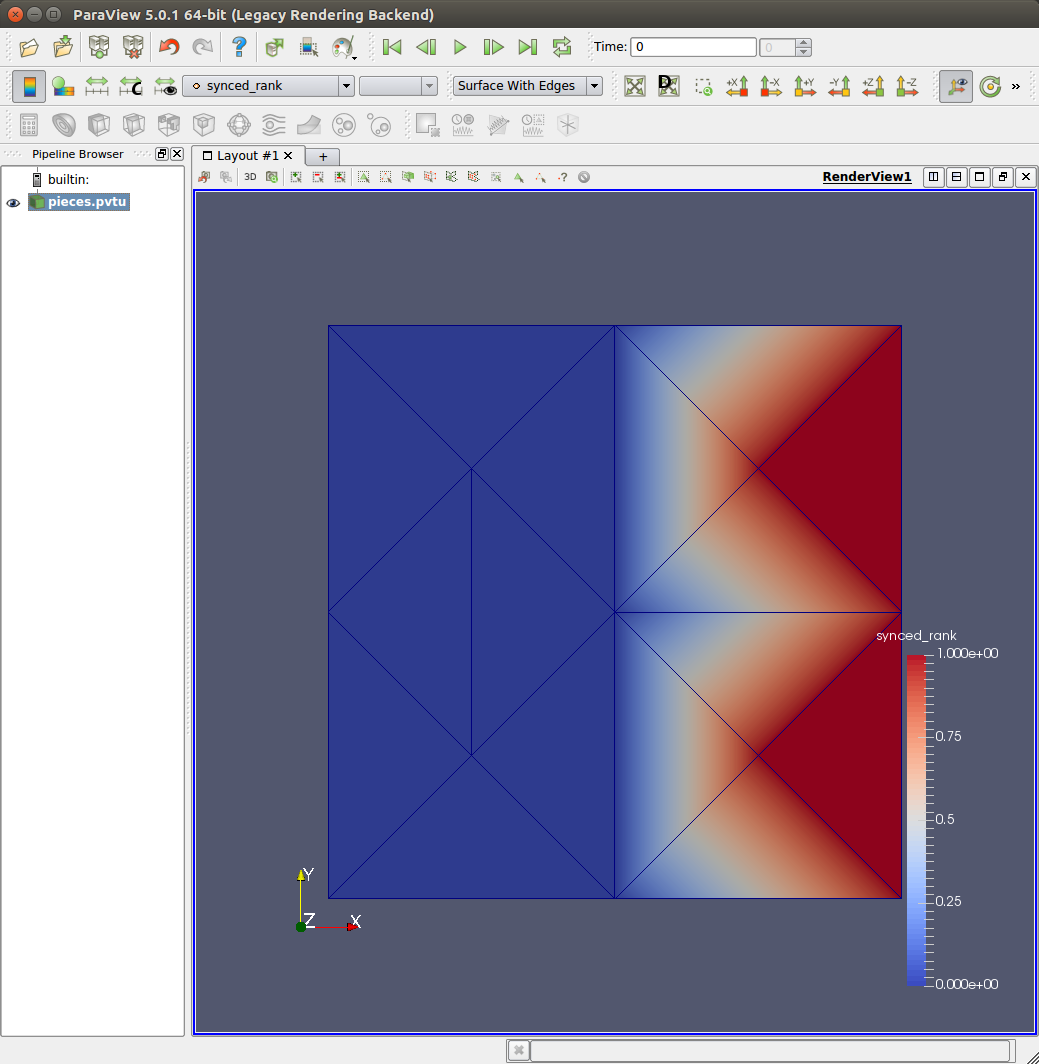 ParaView 5.0.1 64-bit (Legacy Rendering Backend)
Time: 0
0
C
synced_rank
Surface With Edges
D
+X
-X
+Y
-Y
+Z
-Z
»
Pipeline Browser
Layout #1
+
builtin:
3D
?
RenderView1
pieces.pvtu
synced_rank
1.000e+00
0.75
0.5
0.25
0.000e+00
Y
Z
X